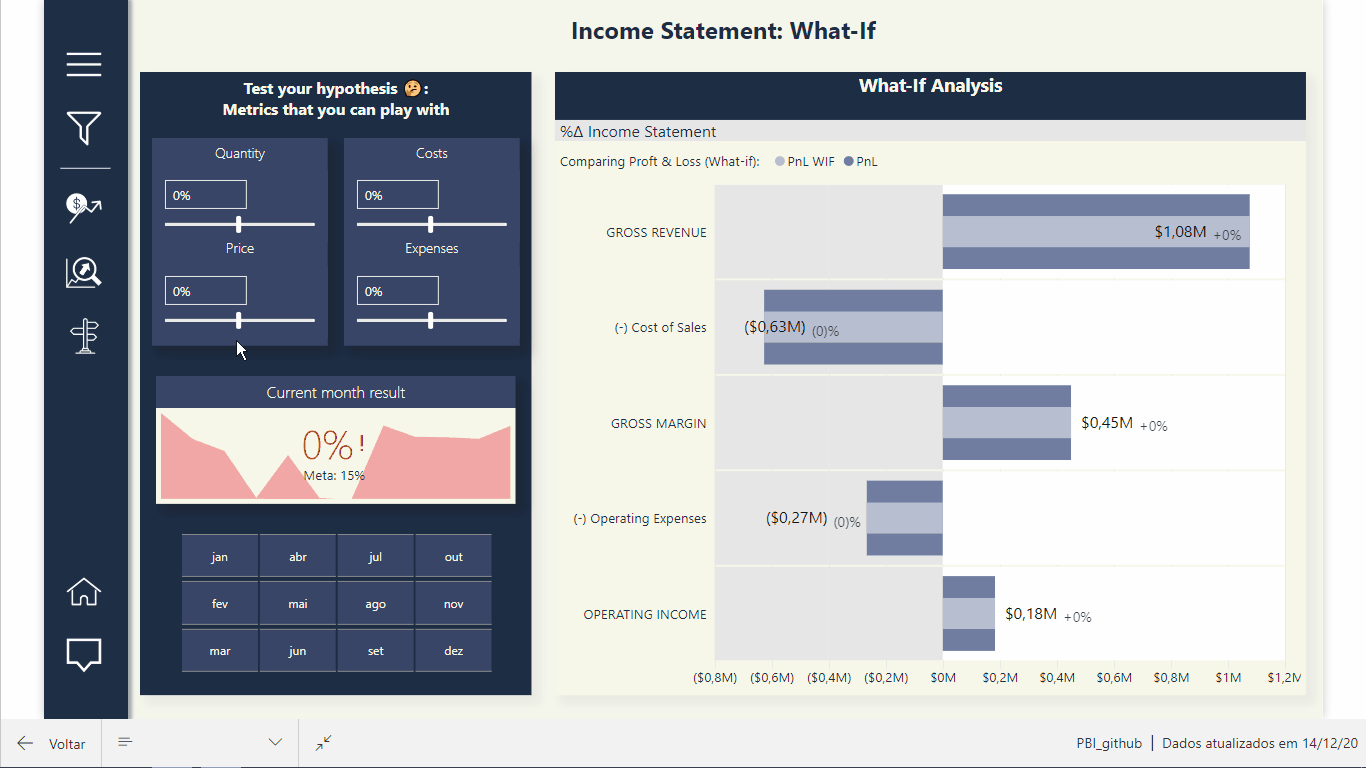 Income Statement: What-If
Test your hypothesis 🤔:
Metrics that you can play with
Quantity
0%
Price
0%
Costs
0%
Expenses
0%
Current month result
0%!
Meta: 15%
jan abr jul out
fev mai ago nov
mar jun set dez
What-If Analysis
%Δ Income Statement
Comparing Proft & Loss (What-if): PnL WIF PnL
GROSS REVENUE $1,08M +0%
(-) Cost of Sales ($0,63M) (0)%
GROSS MARGIN $0,45M +0%
(-) Operating Expenses ($0,27M) (0)%
OPERATING INCOME $0,18M +0%
($0,8M) ($0,6M) ($0,4M) ($0,2M) $0M $0,2M $0,4M $0,6M $0,8M $1M $1,2M
Voltar
PBI_github | Dados atualizados em 14/12/20